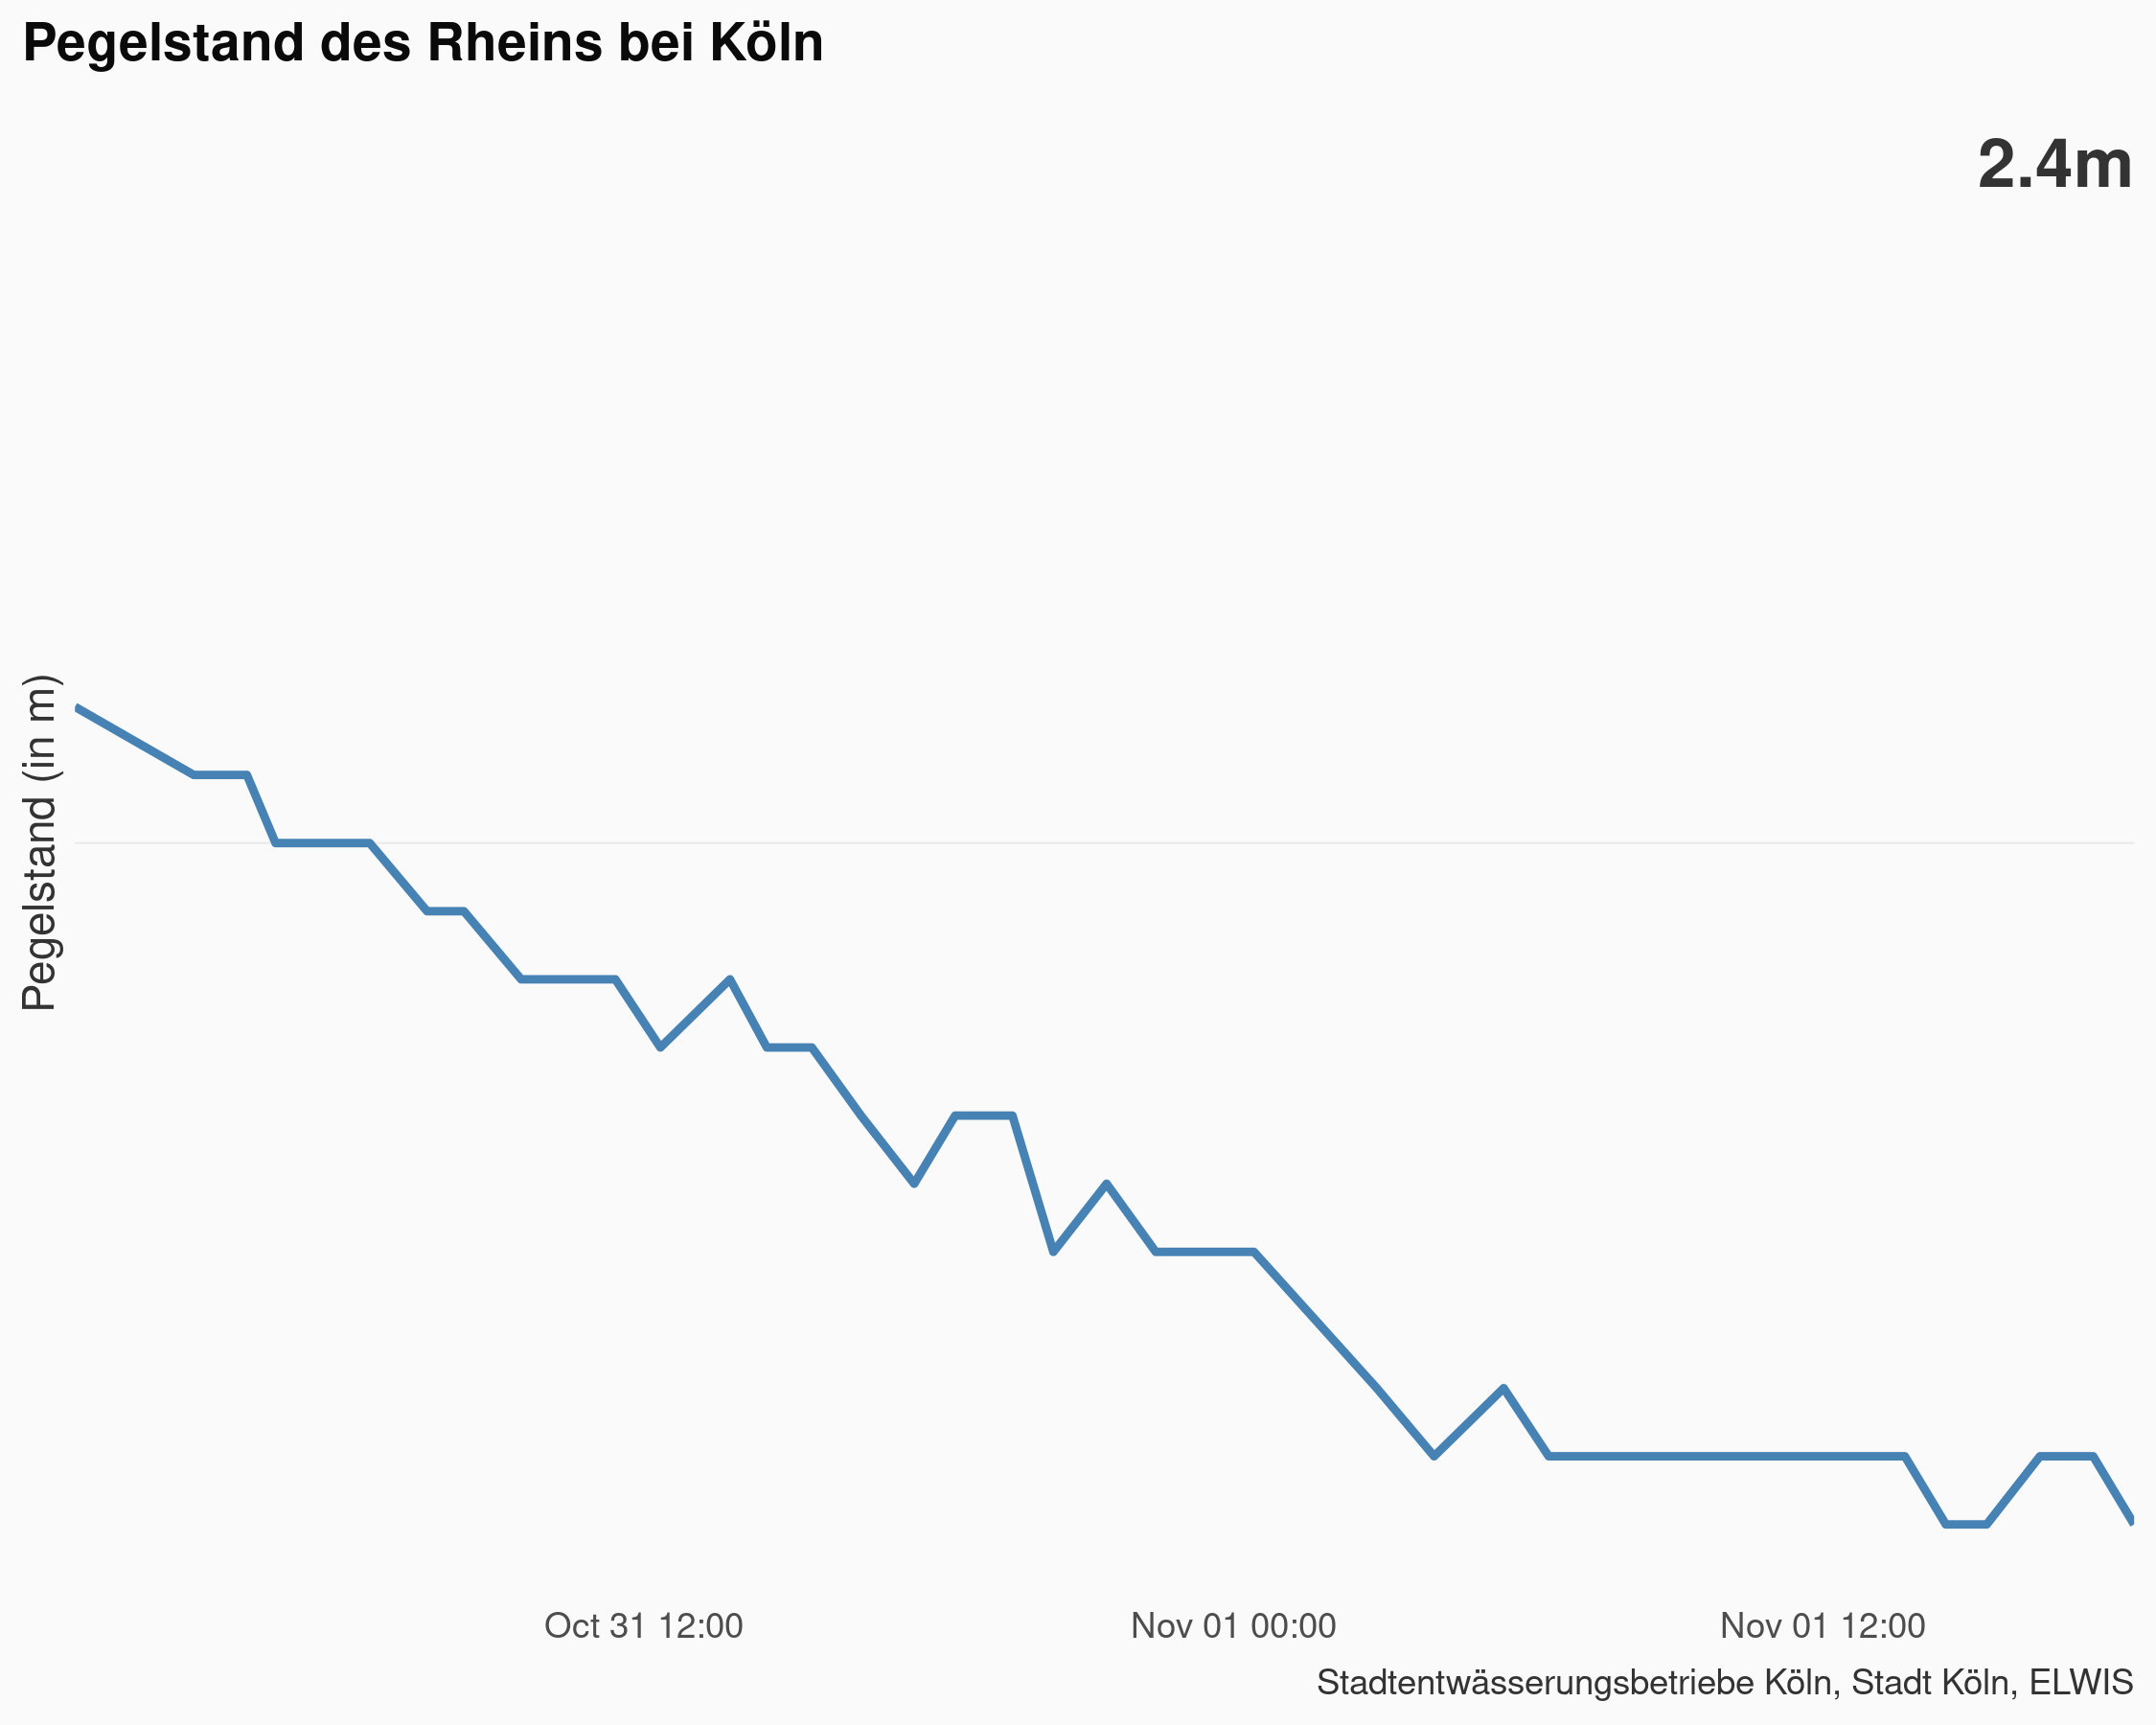 Pegelstand des Rheins bei Köln
2.4m
Pegelstand (in m)
Oct 31 12:00
Nov 01 00:00
Nov 01 12:00
Stadtentwässerungsbetriebe Köln, Stadt Köln, ELWIS